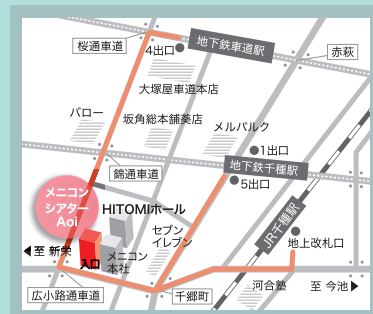 桜通車道
4出口
地下鉄車道駅
赤萩
大塚屋車道本店
バロー
坂角総本舗葵店
メルパルク
1出口
地下鉄千種駅
5出口
錦通車道
メニコン
シアター
Aoi
HITOMIホール
JR千種駅
地上改札口
セブン
イレブン
至 新栄
入口
メニコン
本社
広小路通車道
千郷町
河合塾
至 今池